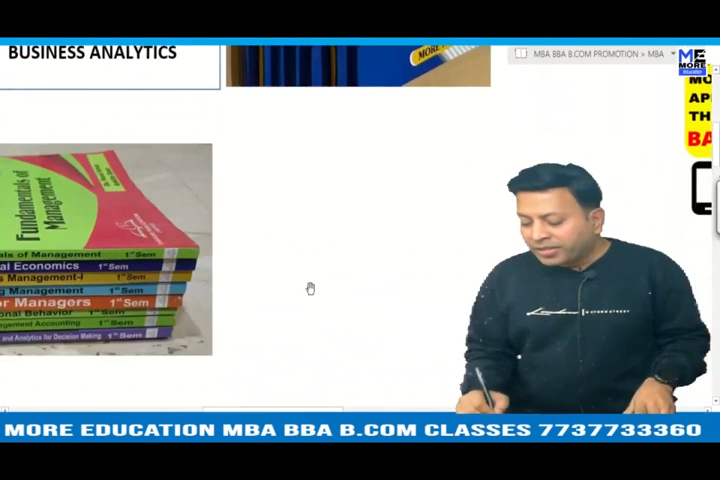 BUSINESS ANALYTICS
MORE
MBA BBA B.COM PROMOTION > MBA
ME
MORE
MO
AP
TH
BA
Fundamentals of
Management
als of Management 1st Sem
al Economics 1st Sem
s Management-I 1st Sem
g Management 1st Sem
or Managers 1st Sem
onal Behavior 1st Sem
agement Accounting 1st Sem
and Analytics for Decision Making 1st Sem
OXFORD STREET
MORE EDUCATION MBA BBA B.COM CLASSES 7737733360